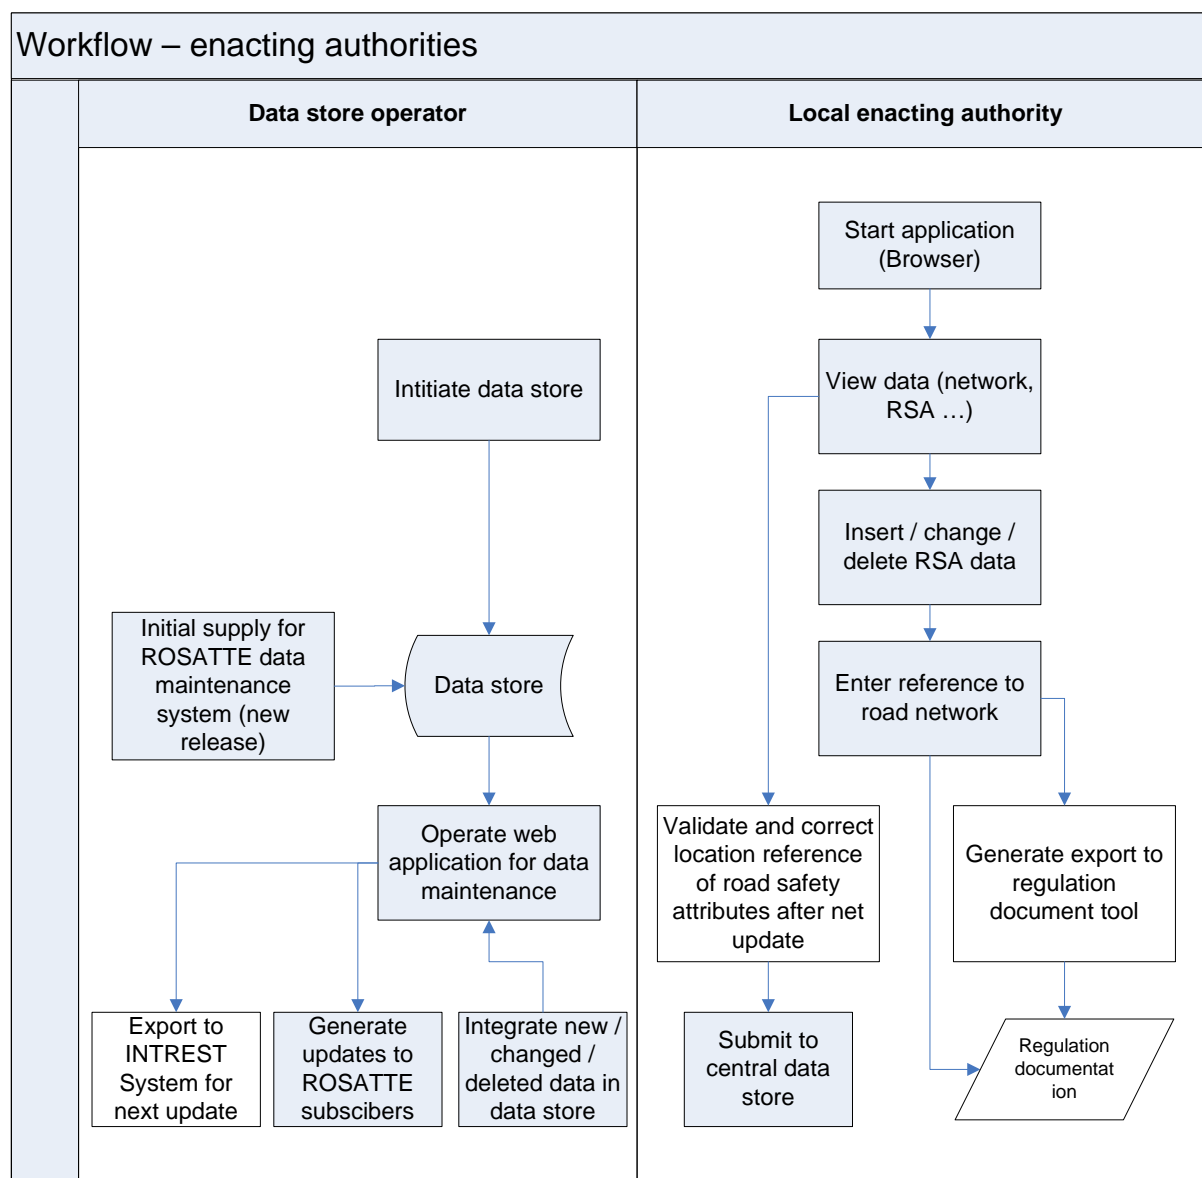 Workflow – enacting authorities
Data store operator
Local enacting authority
Intitiate data store
Initial supply for
ROSATTE data
maintenance
system (new
release)
Data store
Operate web
application for data
maintenance
Export to
INTREST
System for
next update
Generate
updates to
ROSATTE
subscibers
Integrate new /
changed /
deleted data in
data store
Start application
(Browser)
View data (network,
RSA …)
Insert / change /
delete RSA data
Enter reference to
road network
Validate and correct
location reference
of road safety
attributes after net
update
Generate export to
regulation
document tool
Submit to
central data
store
Regulation
documentat
ion